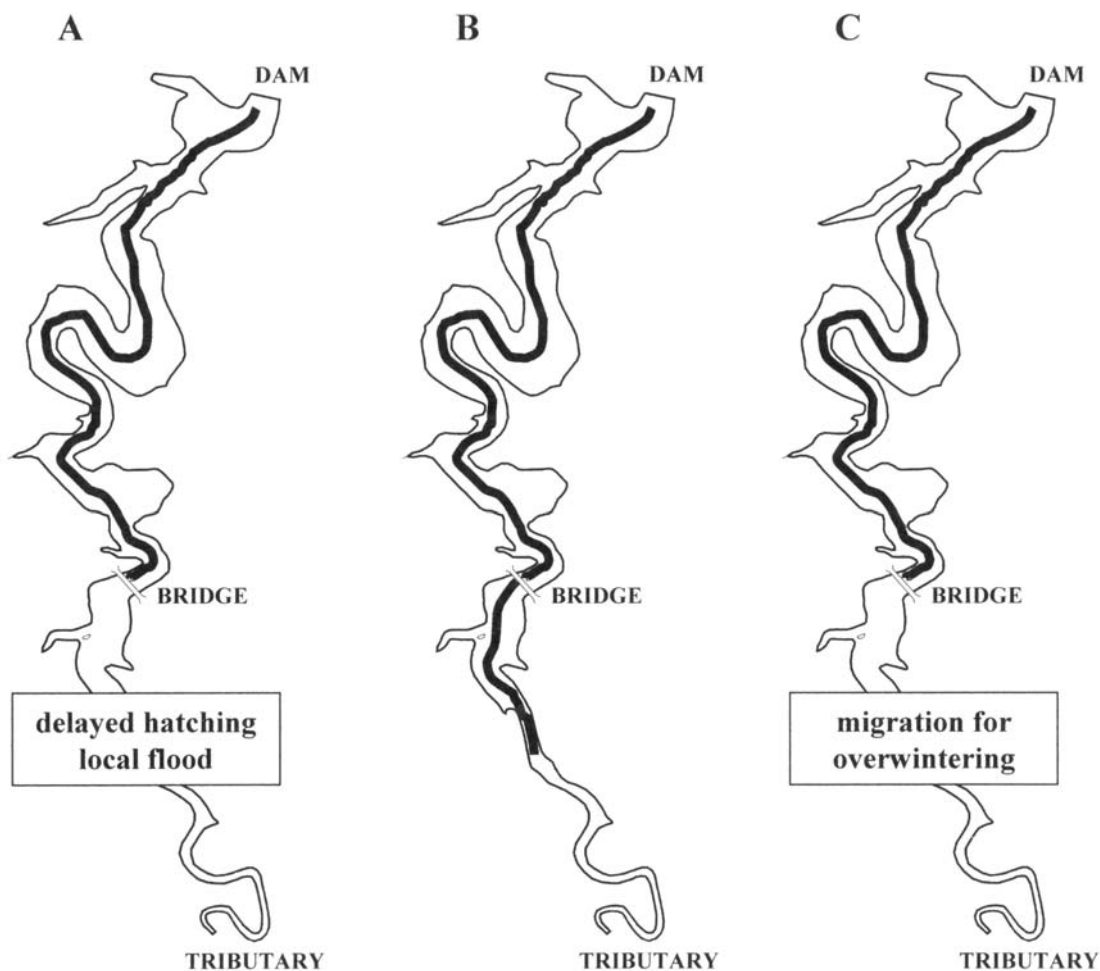 A
B
C
DAM
DAM
DAM
BRIDGE
BRIDGE
BRIDGE
delayed hatching
local flood
migration for
overwintering
TRIBUTARY
TRIBUTARY
TRIBUTARY